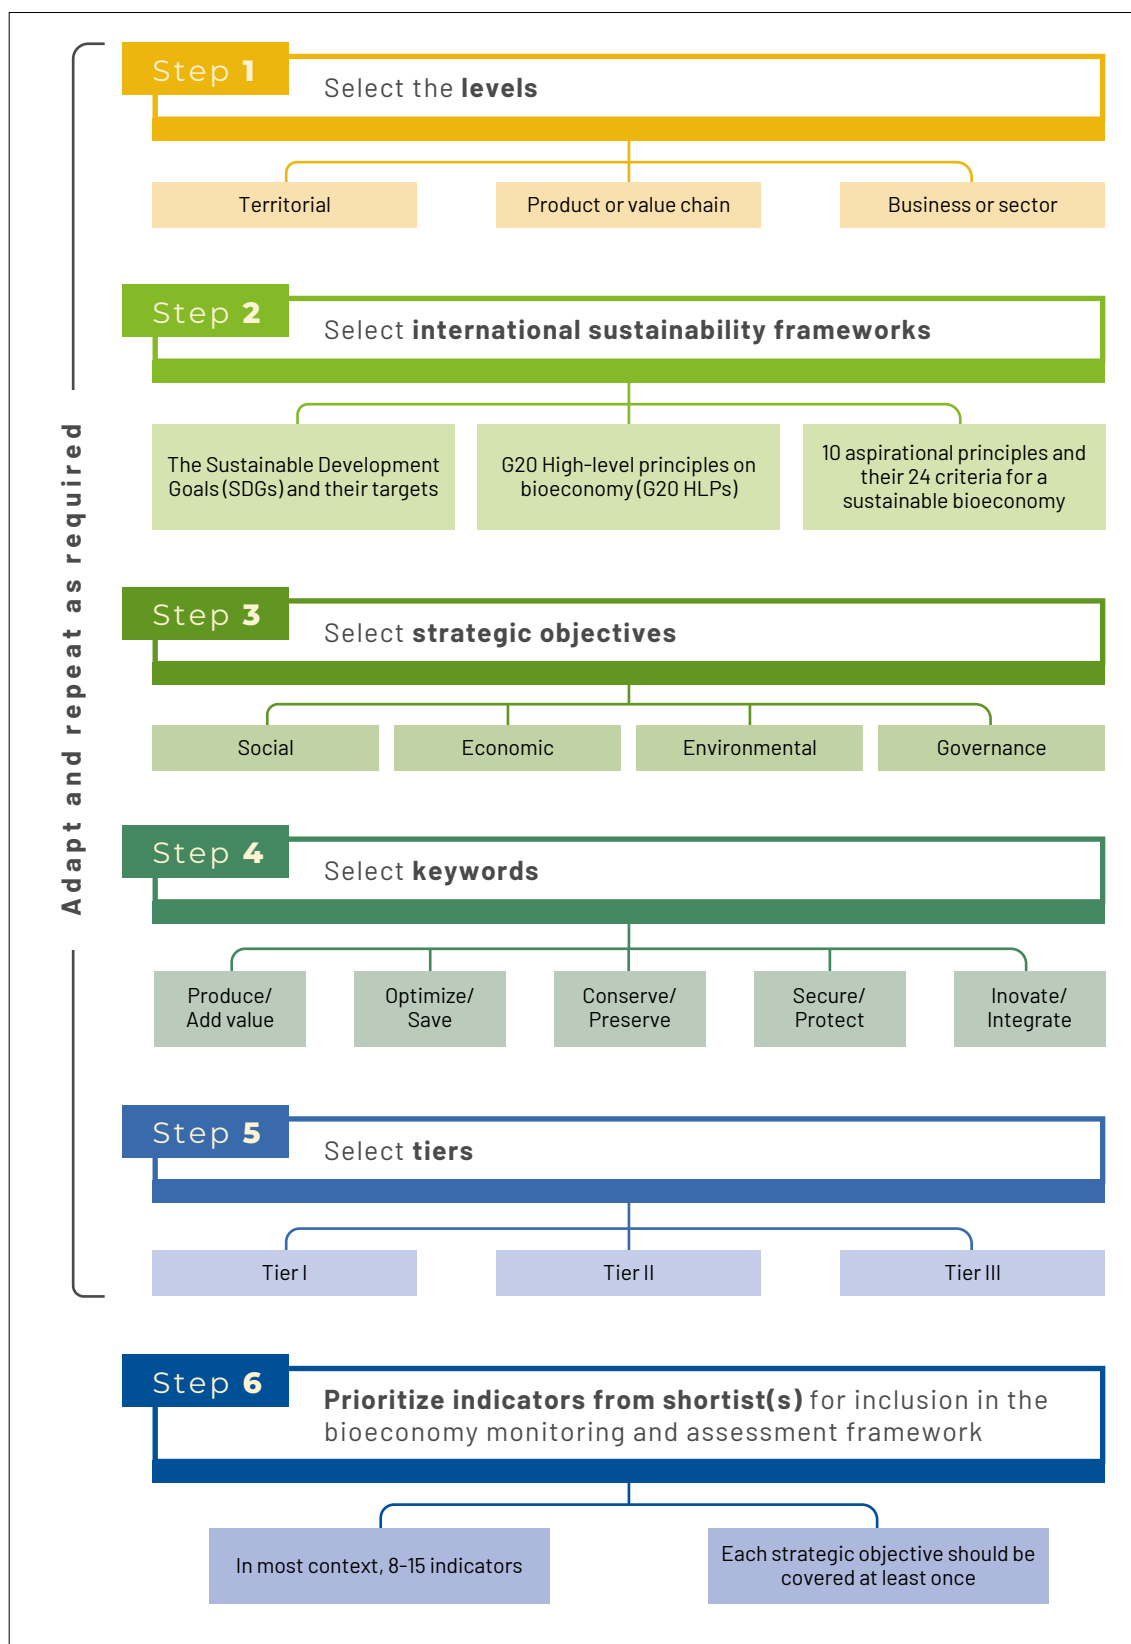 Adapt and repeat as required
Step 1
Select the levels
Territorial
Product or value chain
Business or sector
Step 2
Select international sustainability frameworks
The Sustainable Development
Goals (SDGs) and their targets
G20 High-level principles on
bioeconomy (G20 HLPs)
10 aspirational principles and
their 24 criteria for a
sustainable bioeconomy
Step 3
Select strategic objectives
Social
Economic
Environmental
Governance
Step 4
Select keywords
Produce/
Add value
Optimize/
Save
Conserve/
Preserve
Secure/
Protect
Inovate/
Integrate
Step 5
Select tiers
Tier I
Tier II
Tier III
Step 6
Prioritize indicators from shortist(s) for inclusion in the
bioeconomy monitoring and assessment framework
In most context, 8-15 indicators
Each strategic objective should be
covered at least once